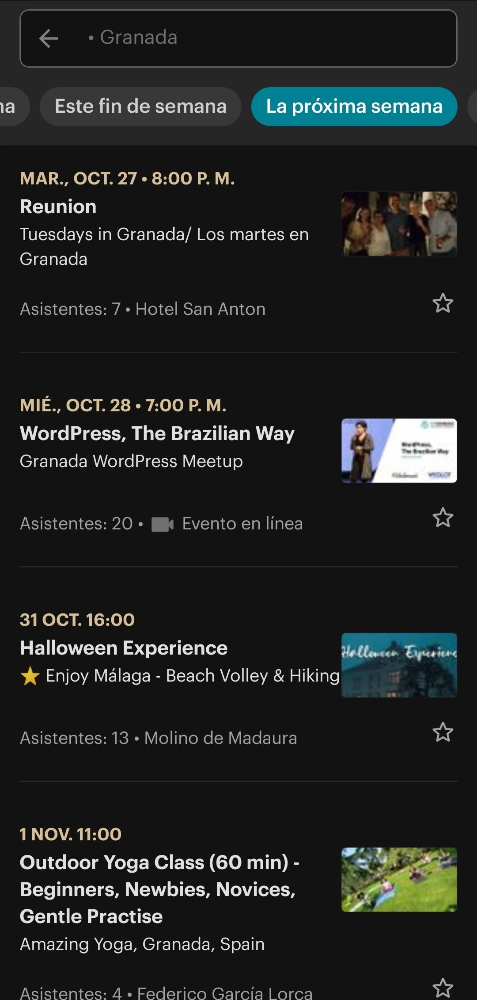 • Granada
na
Este fin de semana
La próxima semana
MAR., OCT. 27 • 8:00 P. M.
Reunion
Tuesdays in Granada/ Los martes en
Granada
Asistentes: 7 • Hotel San Anton
MIÉ., OCT. 28 • 7:00 P. M.
WordPress, The Brazilian Way
Granada WordPress Meetup
WordPress,
The Brazilian Way
Asistentes: 20 • Evento en línea
31 OCT. 16:00
Halloween Experience
⭐ Enjoy Málaga - Beach Volley & Hiking
Halloween Experienc
Asistentes: 13 • Molino de Madaura
1 NOV. 11:00
Outdoor Yoga Class (60 min) -
Beginners, Newbies, Novices,
Gentle Practise
Amazing Yoga, Granada, Spain
Asistentes: 4 • Federico García Lorca